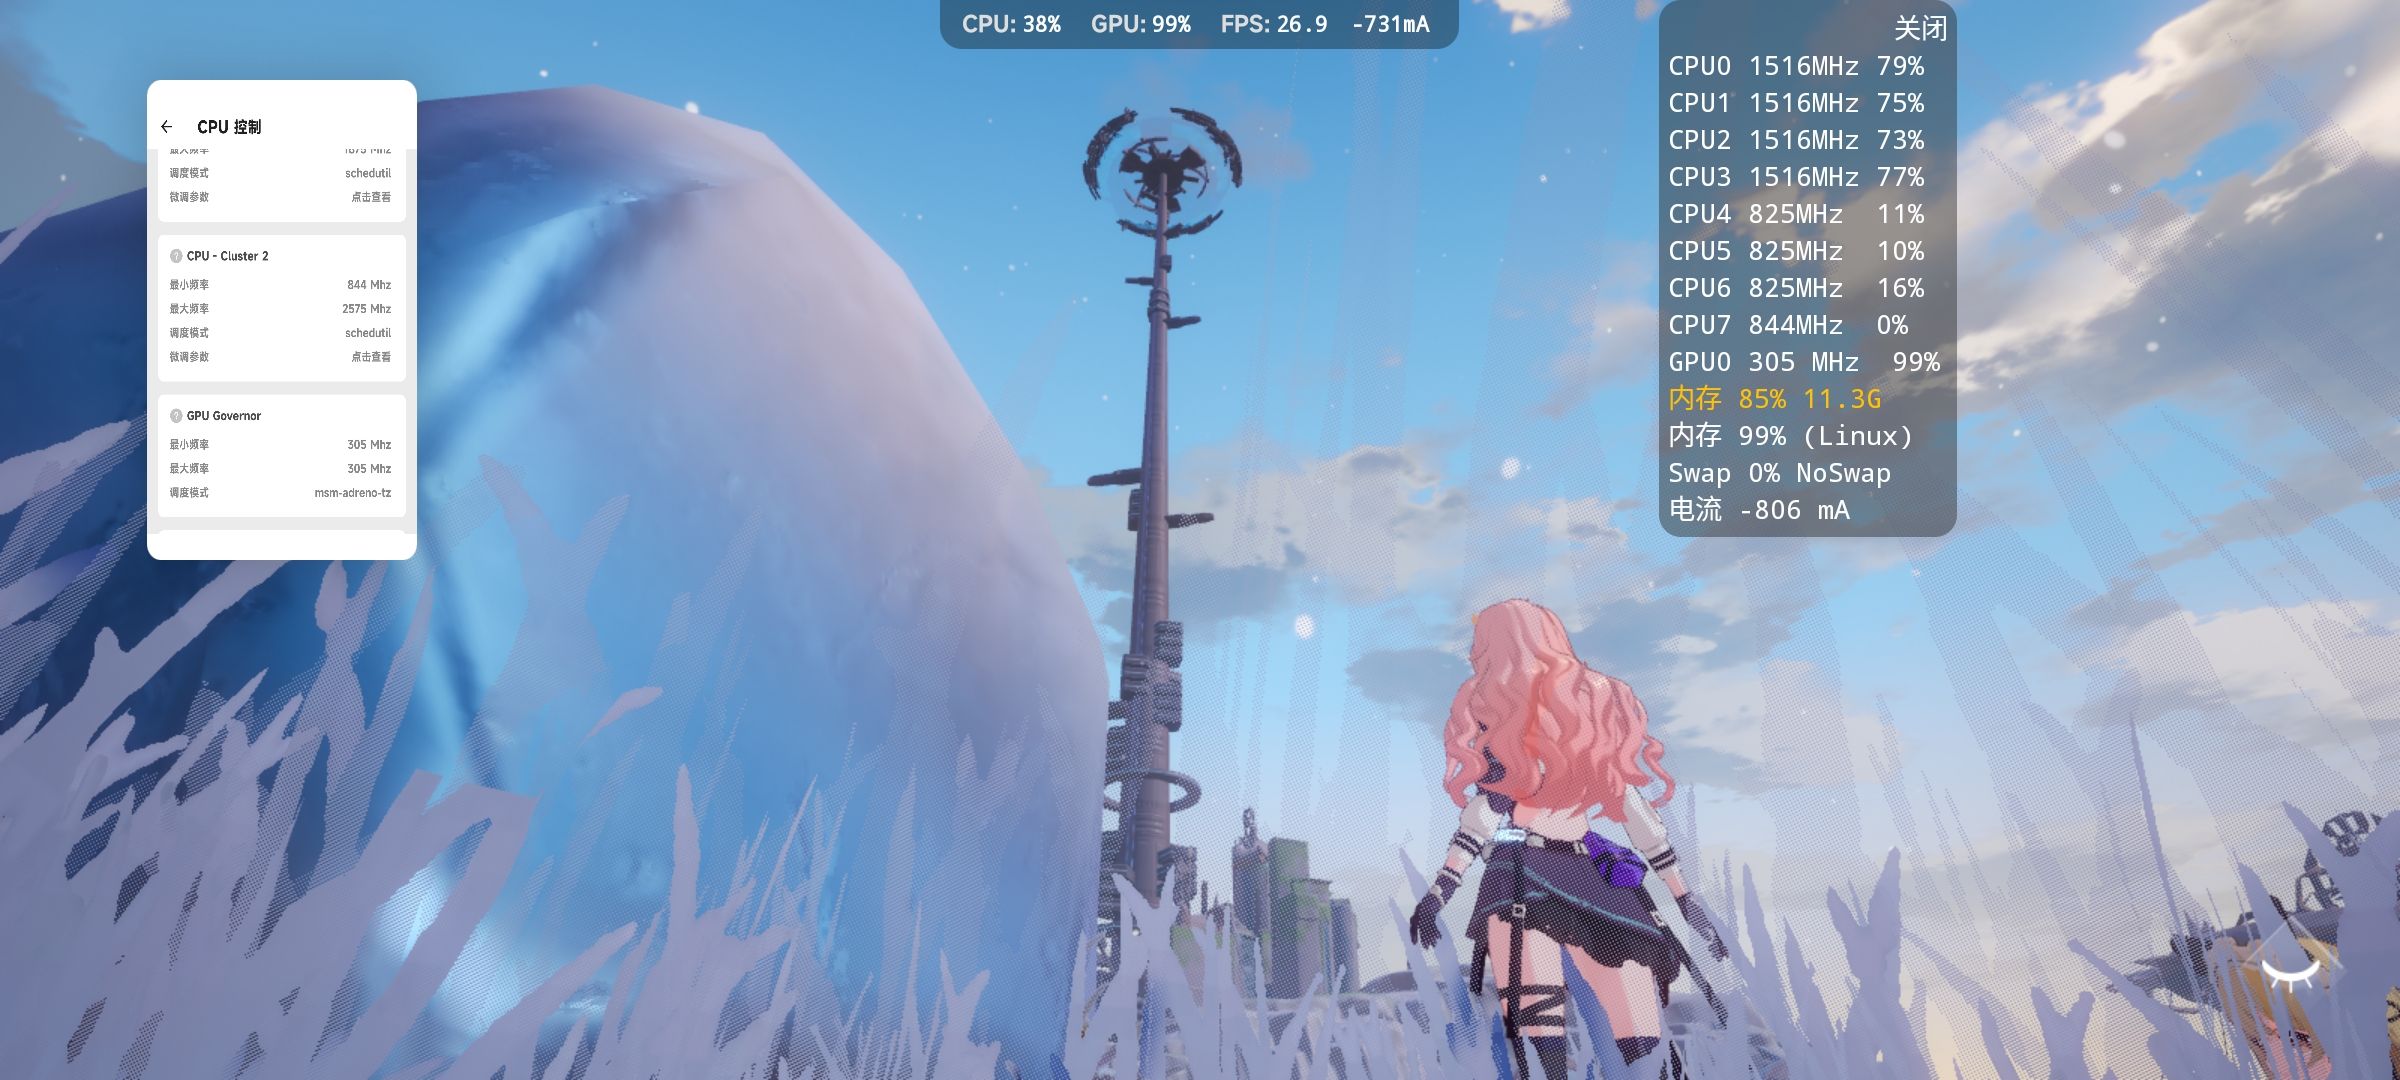 CPU: 38% GPU: 99% FPS: 26.9 -731mA
← CPU 控制
最大频率 1875 Mhz
调度模式 schedutil
微调参数 点击查看
? CPU - Cluster 2
最小频率 844 Mhz
最大频率 2575 Mhz
调度模式 schedutil
微调参数 点击查看
? GPU Governor
最小频率 305 Mhz
最大频率 305 Mhz
调度模式 msm-adreno-tz
关闭
CPU0 1516MHz 79%
CPU1 1516MHz 75%
CPU2 1516MHz 73%
CPU3 1516MHz 77%
CPU4 825MHz 11%
CPU5 825MHz 10%
CPU6 825MHz 16%
CPU7 844MHz 0%
GPU0 305 MHz 99%
内存 85% 11.3G
内存 99% (Linux)
Swap 0% NoSwap
电流 -806 mA